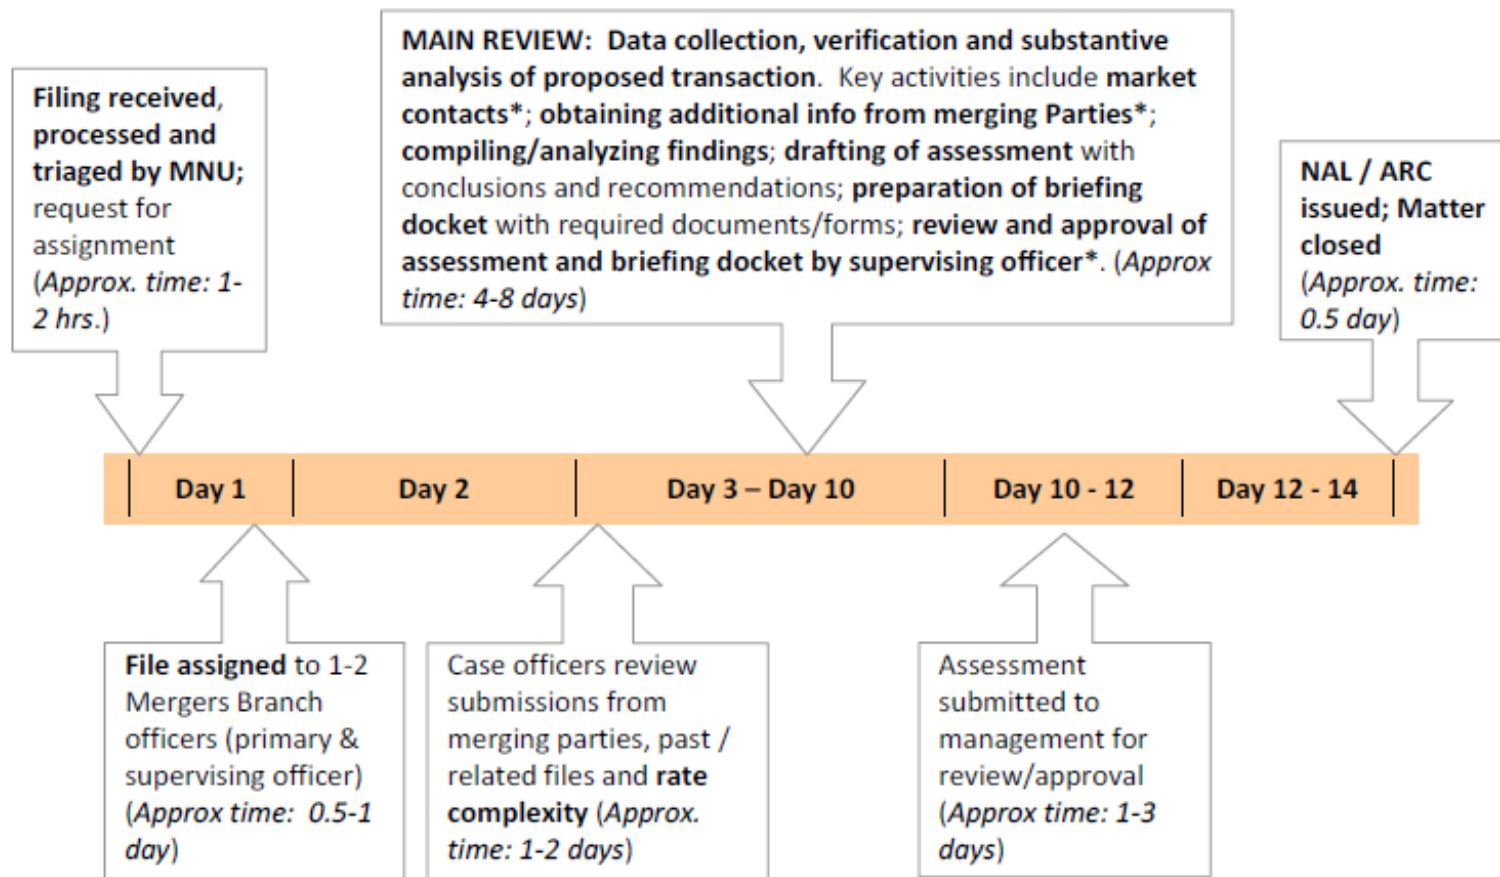 Filing received,
processed and
triaged by MNU;
request for
assignment
(Approx. time: 1-
2 hrs.)
MAIN REVIEW:  Data collection, verification and substantive
analysis of proposed transaction.  Key activities include market
contacts*; obtaining additional info from merging Parties*;
compiling/analyzing findings; drafting of assessment with
conclusions and recommendations; preparation of briefing
docket with required documents/forms; review and approval of
assessment and briefing docket by supervising officer*. (Approx
time: 4-8 days)
NAL / ARC
issued; Matter
closed
(Approx. time:
0.5 day)
Day 1
Day 2
Day 3 – Day 10
Day 10 - 12
Day 12 - 14
File assigned to 1-2
Mergers Branch
officers (primary &
supervising officer)
(Approx time:  0.5-1
day)
Case officers review
submissions from
merging parties, past /
related files and rate
complexity (Approx.
time: 1-2 days)
Assessment
submitted to
management for
review/approval
(Approx time: 1-3
days)